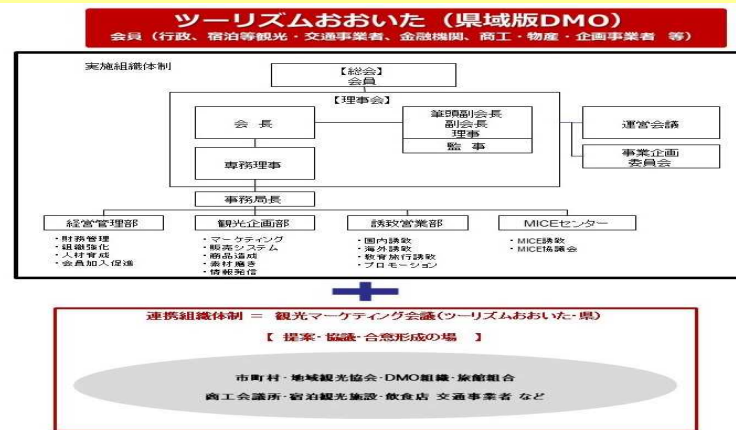 ツーリズムおおいた（県域版DMO）
会員（行政、宿泊等観光・交通事業者、金融機関、商工・物産・企画事業者 等）
実施組織体制
【総会】
会員
【理事会】
会 長
筆頭副会長
副会長
理事
監 事
運営会議
専務理事
事業企画
委員会
事務局長
経営管理部
観光企画部
誘致営業部
MICEセンター
・財務管理
・組織強化
・人材育成
・会員加入促進
・マーケティング
・販売システム
・商品造成
・素材磨き
・情報発信
・国内誘致
・海外誘致
・教育旅行誘致
・プロモーション
・MICE誘致
・MICE協議会
連携組織体制 ＝ 観光マーケティング会議(ツーリズムおおいた・県)
【 提案・協議・合意形成の場 】
市町村・地域観光協会・DMO組織・旅館組合
商工会議所・宿泊観光施設・飲食店 交通事業者 など